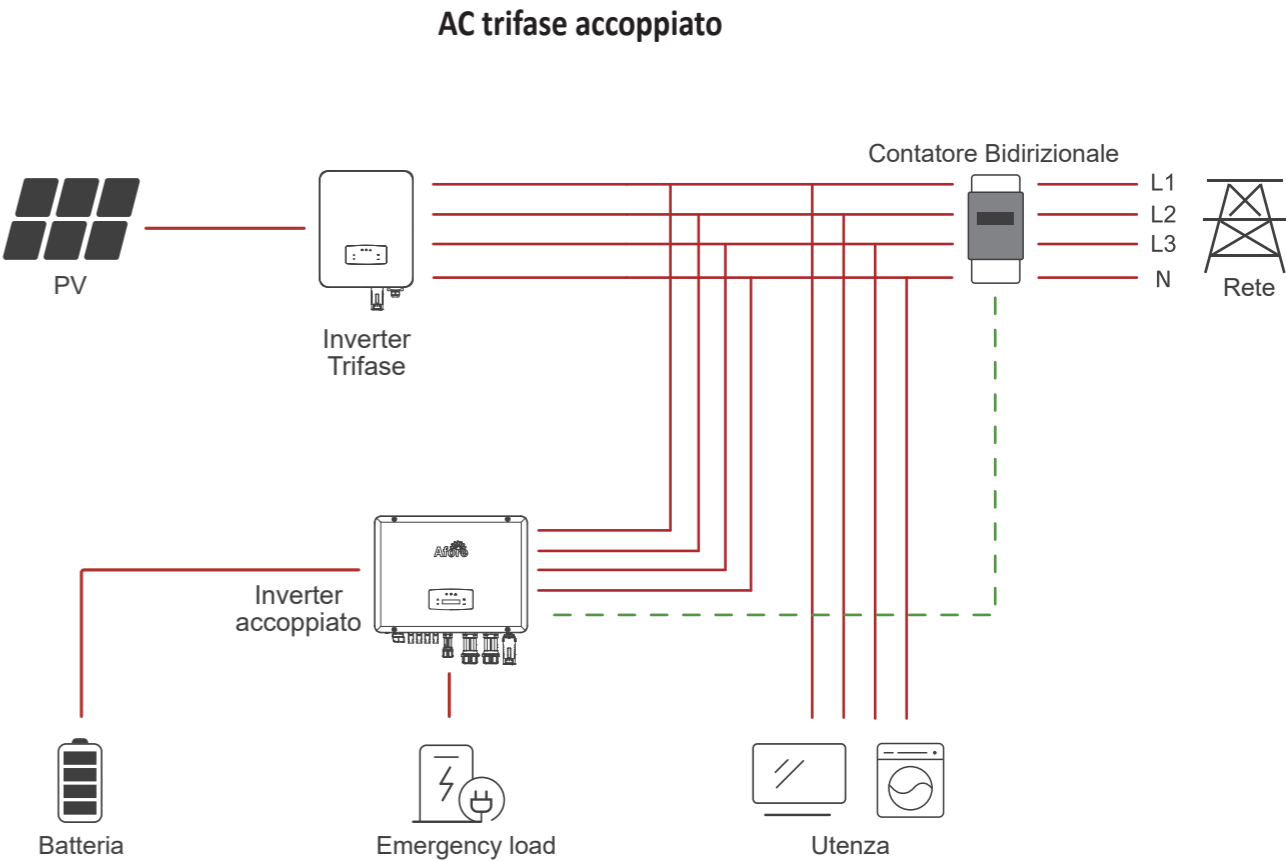 AC trifase accoppiato
Contatore Bidirizionale
L1
L2
L3
N
PV
Rete
Inverter
Trifase
Afore
Inverter
accoppiato
Batteria
Emergency load
Utenza